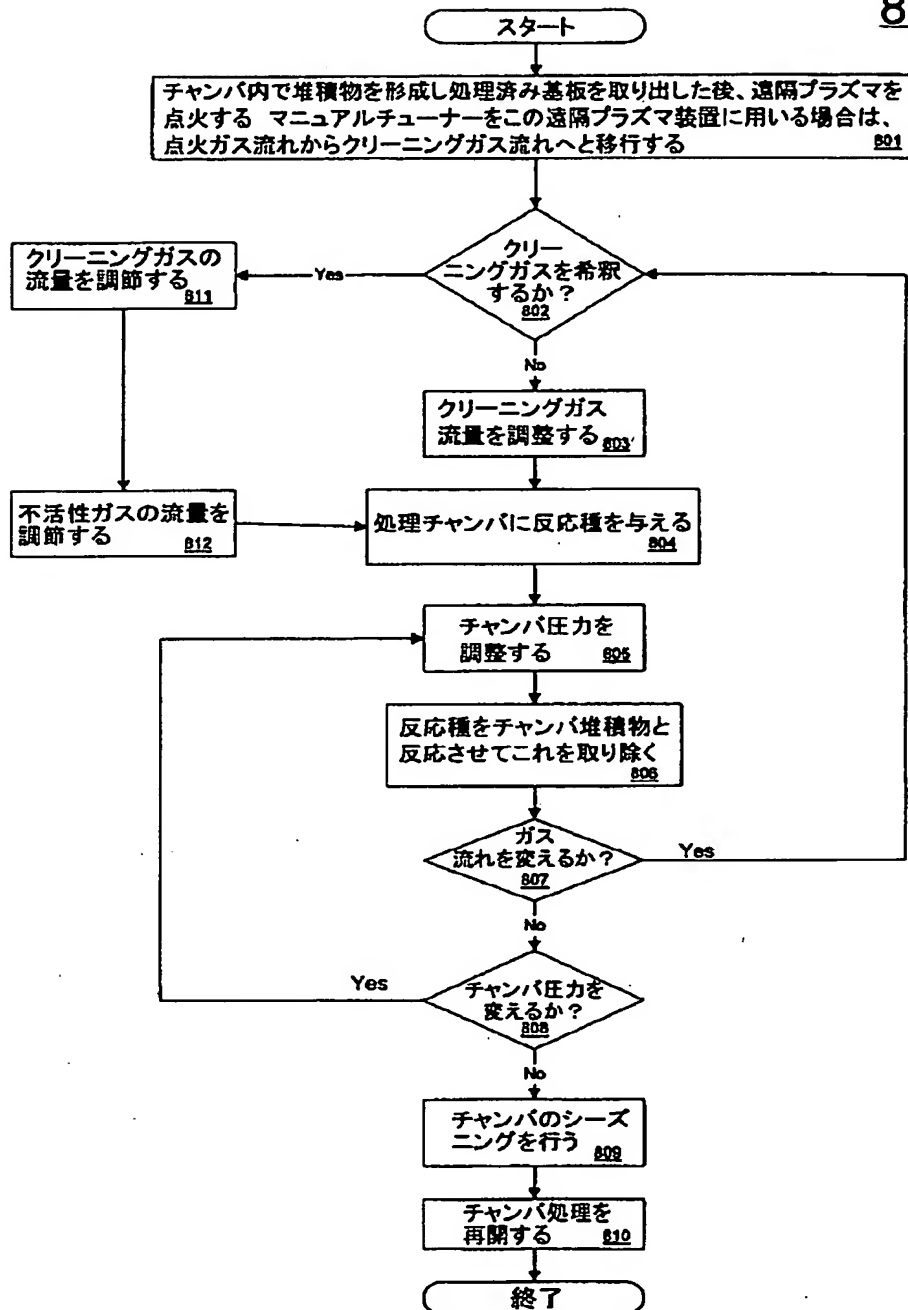 8
スタート
チャンバ内で堆積物を形成し処理済み基板を取り出した後、遠隔プラズマを
点火する マニュアルチューナーをこの遠隔プラズマ装置に用いる場合は、
点火ガス流れからクリーニングガス流れへと移行する 801
クリー
ニングガスを希釈
するか?
802
Yes
クリーニングガスの
流量を調節する
811
No
クリーニングガス
流量を調整する 803
不活性ガスの流量を
調節する 812
処理チャンバに反応種を与える
804
チャンバ圧力を
調整する 805
反応種をチャンバ堆積物と
反応させてこれを取り除く
806
ガス
流れを変えるか?
807
Yes
No
チャンバ圧力を
変えるか?
808
Yes
No
チャンバのシーズ
ニングを行う 809
チャンバ処理を
再開する 810
終了